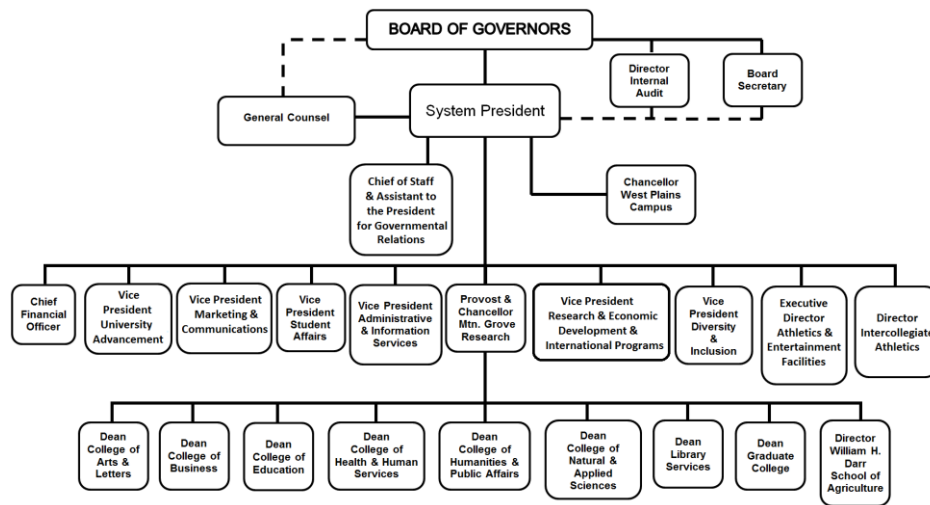 BOARD OF GOVERNORS
Director
Internal
Audit
Board
Secretary
General Counsel
System President
Chief of Staff
& Assistant to
the President
for Governmental
Relations
Chancellor
West Plains
Campus
Chief
Financial
Officer
Vice
President
University
Advancement
Vice President
Marketing &
Communications
Vice
President
Student
Affairs
Vice President
Administrative
& Information
Services
Provost &
Chancellor
Mtn. Grove
Research
Vice President
Research & Economic
Development &
International Programs
Vice
President
Diversity
&
Inclusion
Executive
Director
Athletics &
Entertainment
Facilities
Director
Intercollegiate
Athletics
Dean
College of
Arts &
Letters
Dean
College of
Business
Dean
College of
Education
Dean
College of
Health & Human
Services
Dean
College of
Humanities &
Public Affairs
Dean
College of
Natural &
Applied
Sciences
Dean
Library
Services
Dean
Graduate
College
Director
William H.
Darr
School of
Agriculture